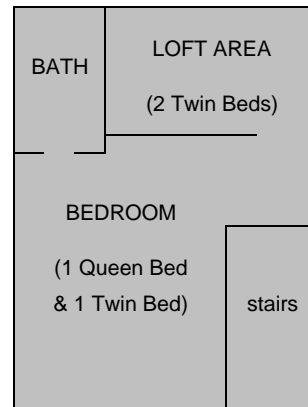 BATH
LOFT AREA
(2 Twin Beds)
BEDROOM
(1 Queen Bed
& 1 Twin Bed)
stairs